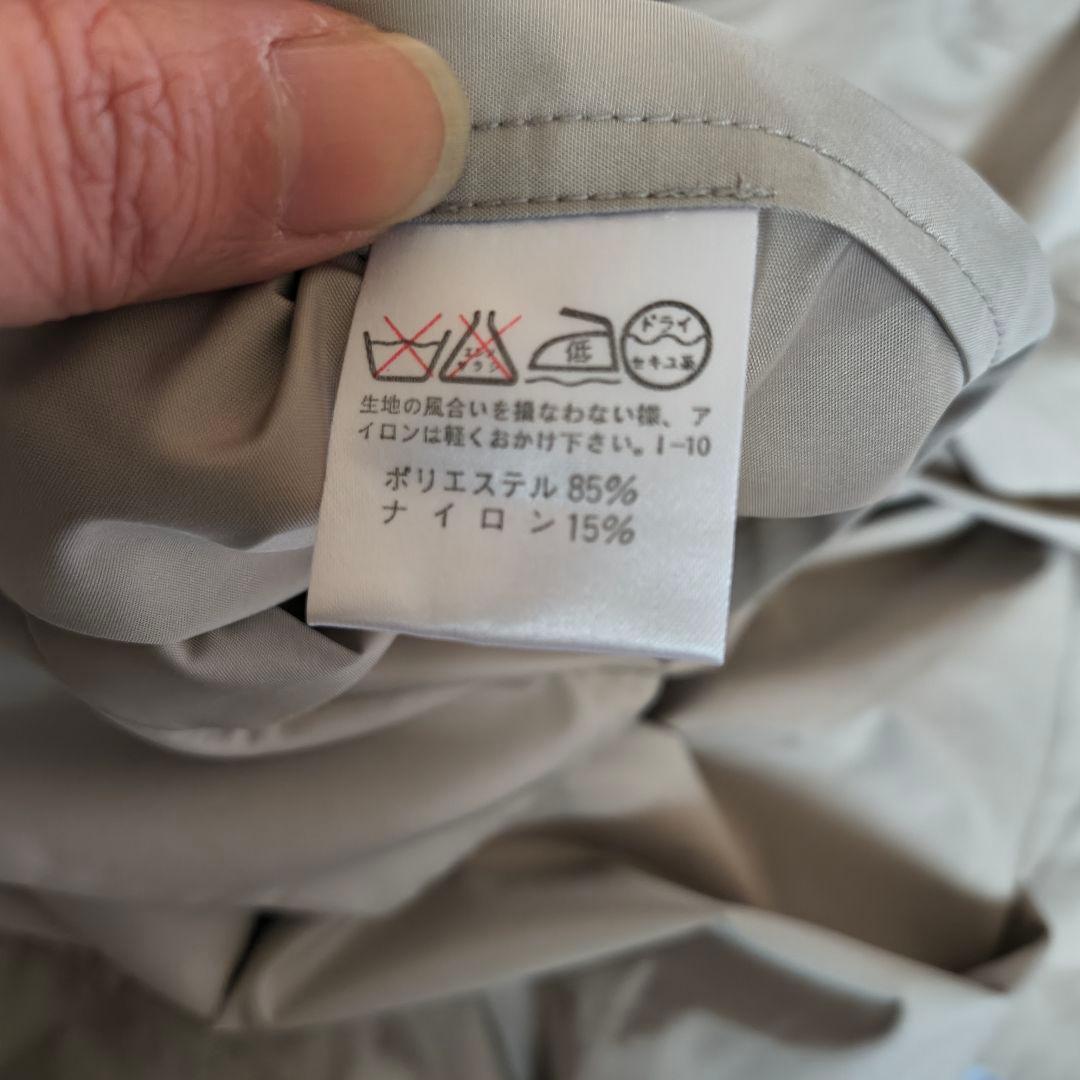 エンソ サラシ
低
ドライ
セキユ系
生地の風合いを損なわない様、ア
イロンは軽くおかけ下さい。I-10
ポリエステル 85%
ナイロン 15%